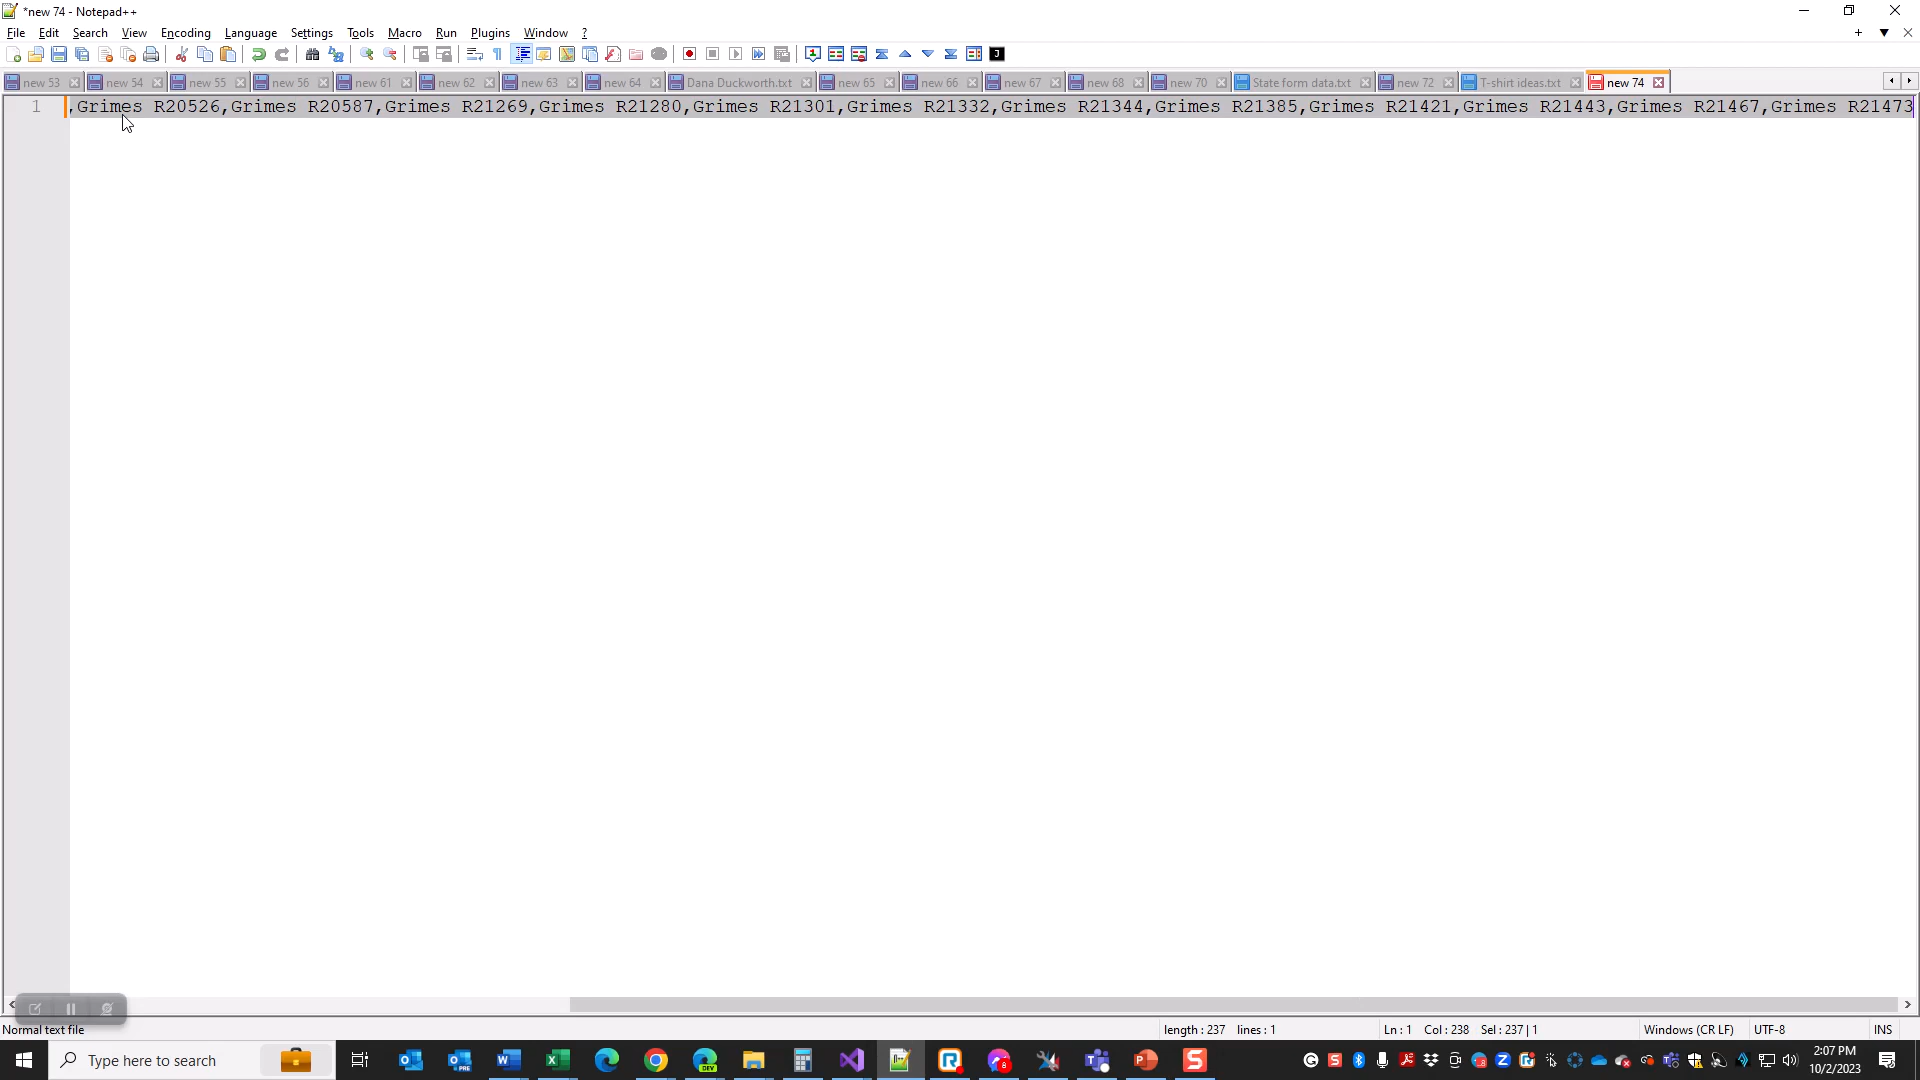 *new 74 - Notepad++
File Edit Search View Encoding Language Settings Tools Macro Run Plugins Window ?
new 53 new 54 new 55 new 56 new 61 new 62 new 63 new 64 Dana Duckworth.txt new 65 new 66 new 67 new 68 new 70 State form data.txt new 72 T-shirt ideas.txt new 74
1 ,Grimes R20526,Grimes R20587,Grimes R21269,Grimes R21280,Grimes R21301,Grimes R21332,Grimes R21344,Grimes R21385,Grimes R21421,Grimes R21443,Grimes R21467,Grimes R21473
Normal text file length : 237 lines : 1 Ln : 1 Col : 238 Sel : 237 | 1 Windows (CR LF) UTF-8 INS
Type here to search
2:07 PM
10/2/2023